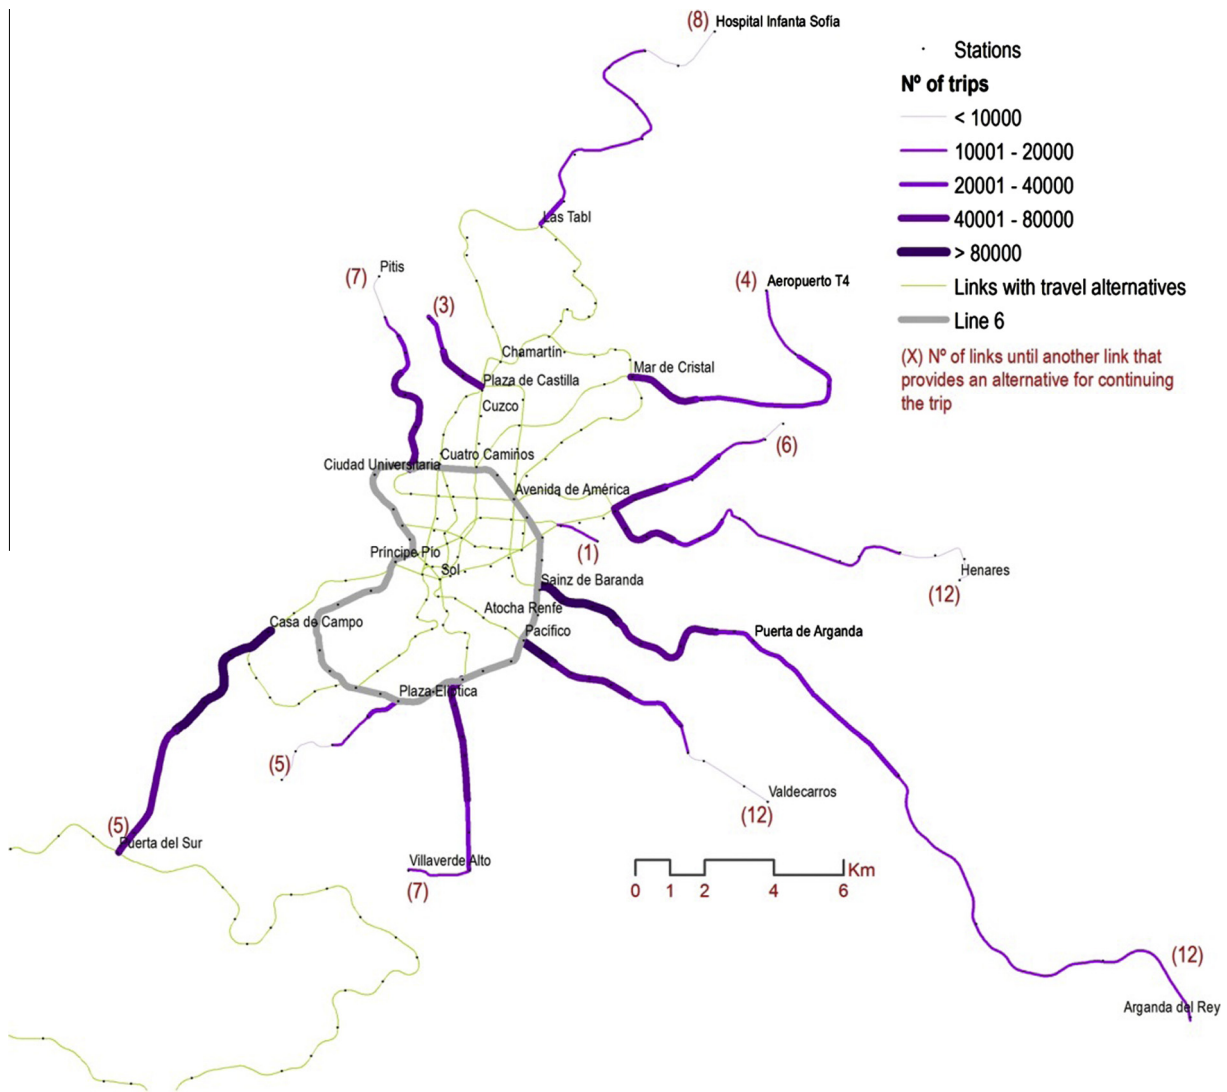 (8) Hospital Infanta Sofía
Stations
Nº of trips
< 10000
10001 - 20000
20001 - 40000
40001 - 80000
> 80000
Links with travel alternatives
Line 6
(X) Nº of links until another link that
provides an alternative for continuing
the trip
Las Tabl
Pitis
(7)
(3)
(4) Aeropuerto T4
Chamartín
Mar de Cristal
Plaza de Castilla
Cuzco
(6)
Cuatro Caminos
Ciudad Universitaria
Avenida de América
(1)
Príncipe Pío
Sol
Henares
(12)
Sainz de Baranda
Atocha Renfe
Casa de Campo
Pacífico
Puerta de Arganda
Plaza Elíptica
(5)
Valdecarros
(12)
(5)
Puerta del Sur
Villaverde Alto
(7)
Km
0 1 2 4 6
(12)
Arganda del Rey